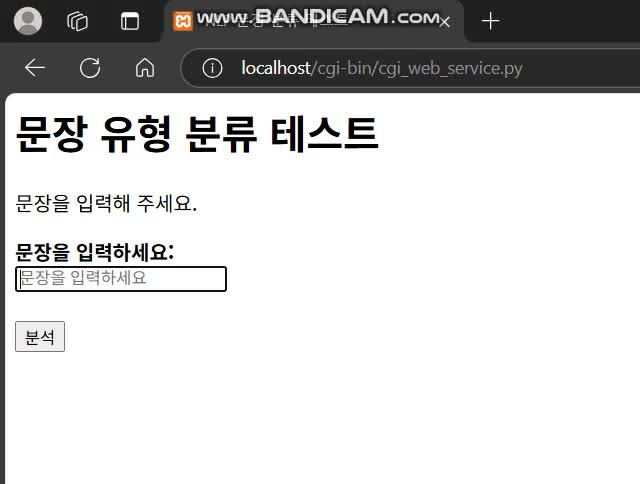 www.BANDICAM.com
localhost/cgi-bin/cgi_web_service.py
문장 유형 분류 테스트
문장을 입력해 주세요.
문장을 입력하세요:
문장을 입력하세요
분석